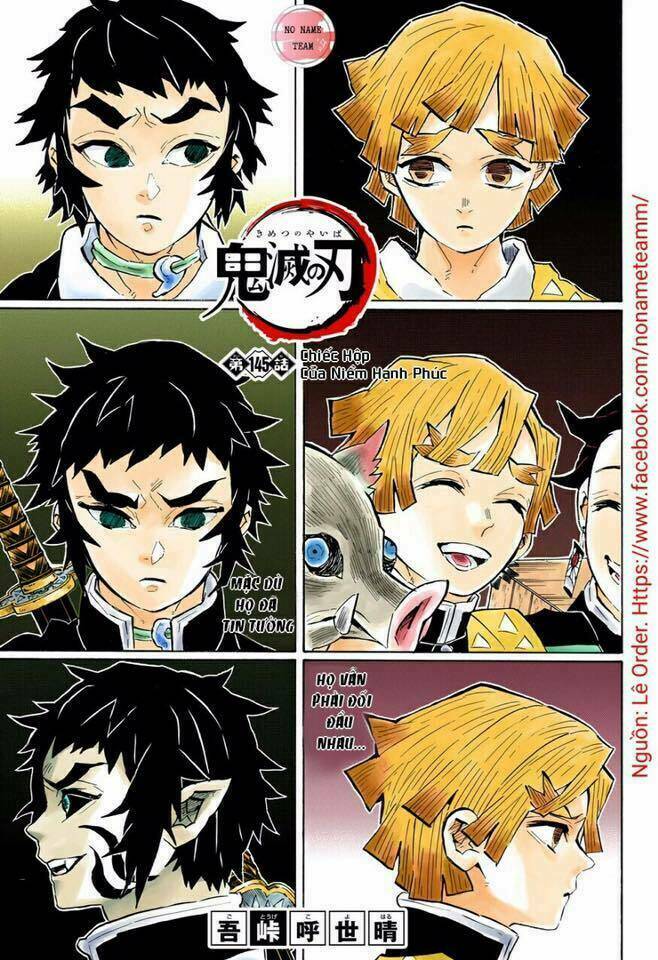 NO NAME
TEAM
きめつのやいば
鬼滅の刃
第145話
Chiếc Hộp
Của Niềm Hạnh Phúc
MẶC DÙ
HỌ ĐÃ
TIN TƯỞNG
HỌ VẪN
PHẢI ĐỐI
ĐẦU
NHAU...
Nguồn: Lê Order. Https://www.facebook.com/nonameteamm/
ご とうげ こ よ はる
吾峠呼世晴